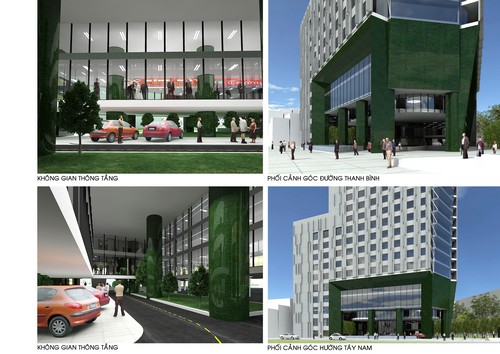 KHÔNG GIAN THÔNG TẦNG
PHỐI CẢNH GÓC ĐƯỜNG THANH BÌNH
KHÔNG GIAN THÔNG TẦNG
PHỐI CẢNH GÓC HƯỚNG TÂY NAM